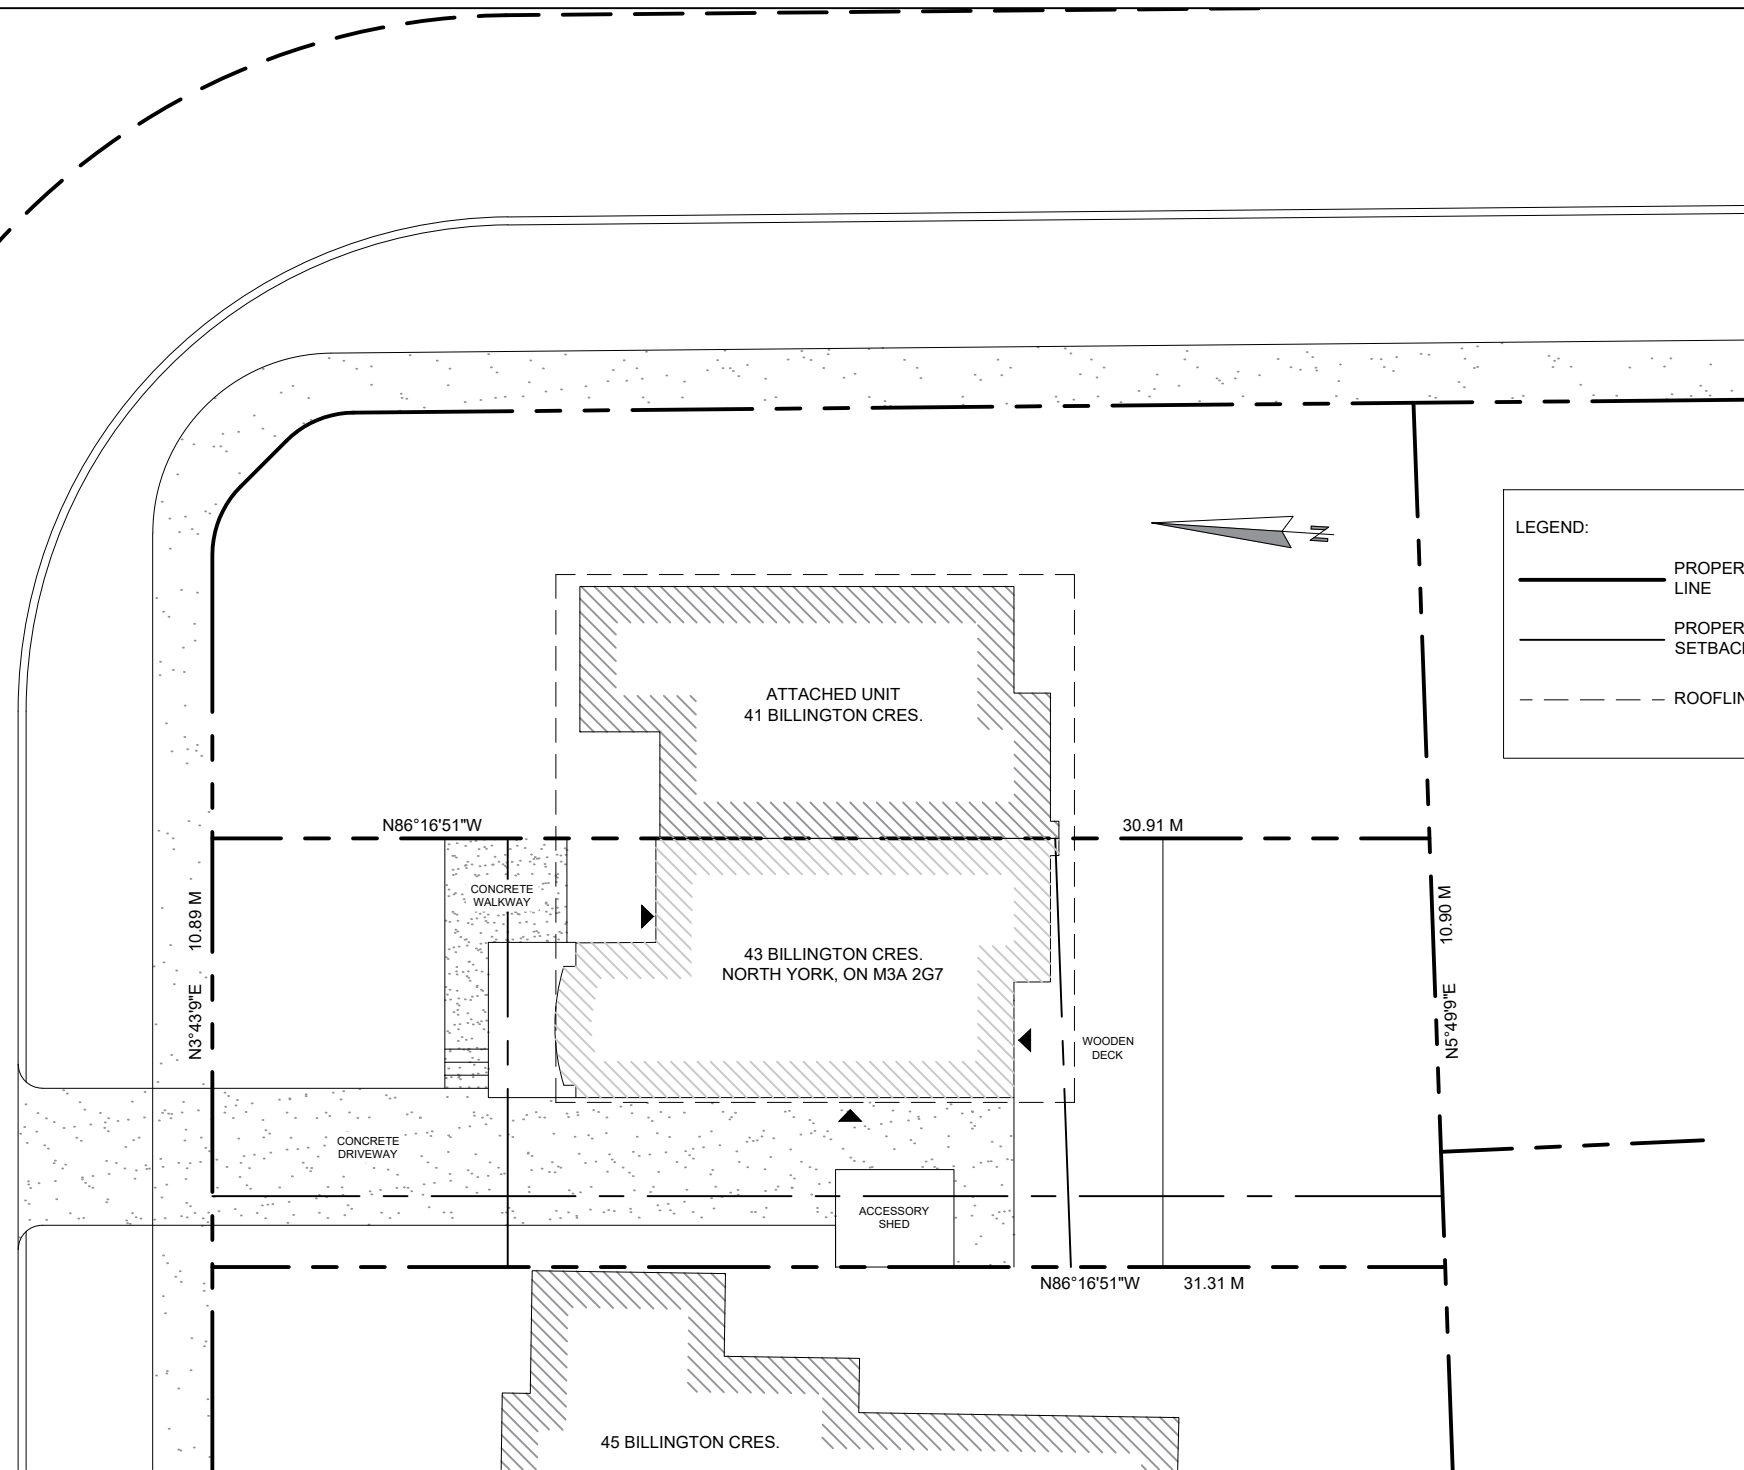 N
LEGEND:
PROPER
LINE
PROPER
SETBACK
ROOFLIN
ATTACHED UNIT
41 BILLINGTON CRES.
N86°16'51"W
30.91 M
CONCRETE
WALKWAY
10.89 M
N3°43'9"E
43 BILLINGTON CRES.
NORTH YORK, ON M3A 2G7
10.90 M
N5°49'9"E
WOODEN
DECK
CONCRETE
DRIVEWAY
ACCESSORY
SHED
N86°16'51"W 31.31 M
45 BILLINGTON CRES.